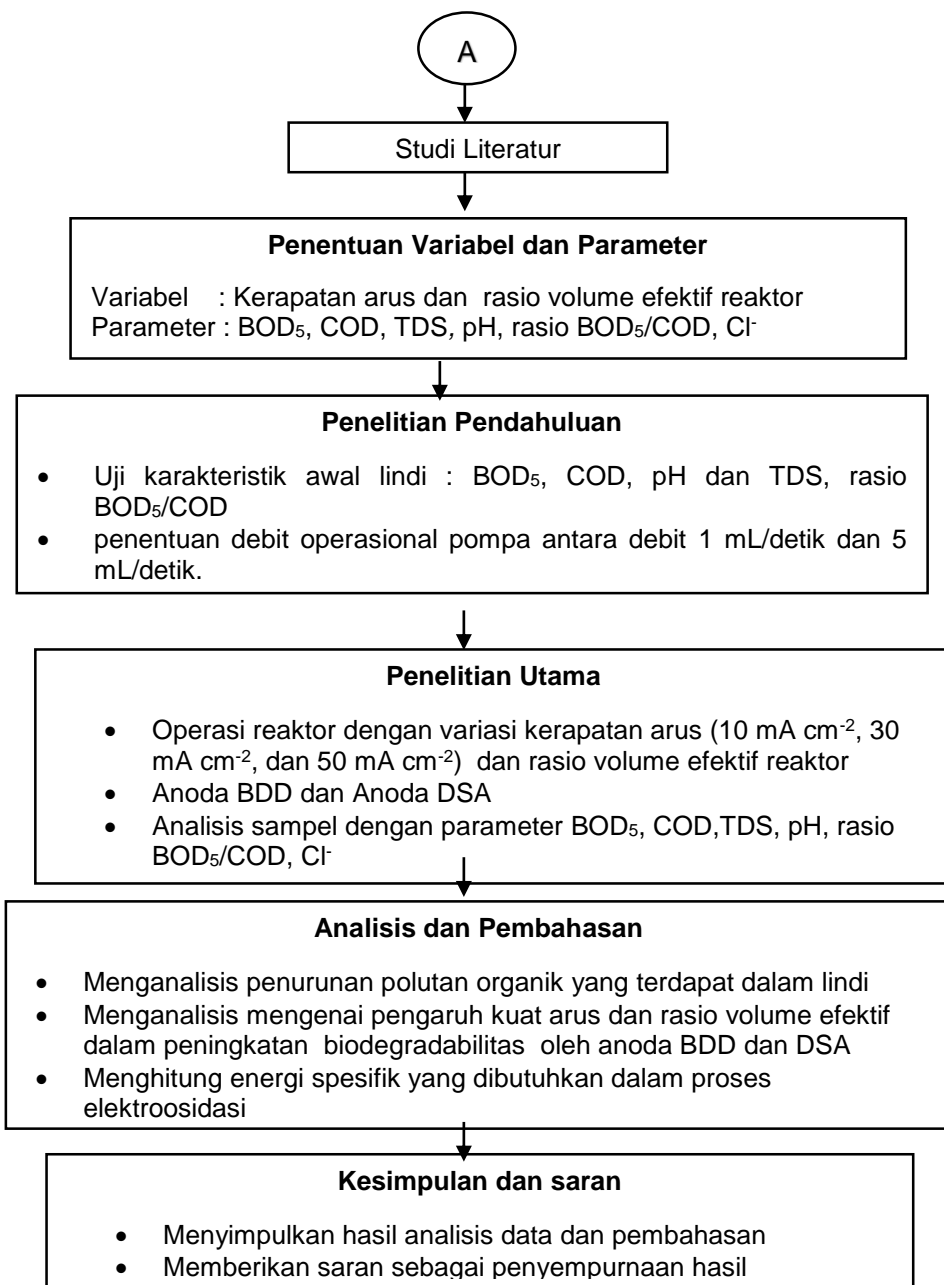 A
Studi Literatur
Penentuan Variabel dan Parameter
Variabel : Kerapatan arus dan rasio volume efektif reaktor
Parameter : BOD₅, COD, TDS, pH, rasio BOD₅/COD, Cl⁻
Penelitian Pendahuluan
• Uji karakteristik awal lindi : BOD₅, COD, pH dan TDS, rasio
BOD₅/COD
• penentuan debit operasional pompa antara debit 1 mL/detik dan 5
mL/detik.
Penelitian Utama
• Operasi reaktor dengan variasi kerapatan arus (10 mA cm⁻², 30
mA cm⁻², dan 50 mA cm⁻²) dan rasio volume efektif reaktor
• Anoda BDD dan Anoda DSA
• Analisis sampel dengan parameter BOD₅, COD,TDS, pH, rasio
BOD₅/COD, Cl⁻
Analisis dan Pembahasan
• Menganalisis penurunan polutan organik yang terdapat dalam lindi
• Menganalisis mengenai pengaruh kuat arus dan rasio volume efektif
dalam peningkatan biodegradabilitas oleh anoda BDD dan DSA
• Menghitung energi spesifik yang dibutuhkan dalam proses
elektroosidasi
Kesimpulan dan saran
• Menyimpulkan hasil analisis data dan pembahasan
• Memberikan saran sebagai penyempurnaan hasil